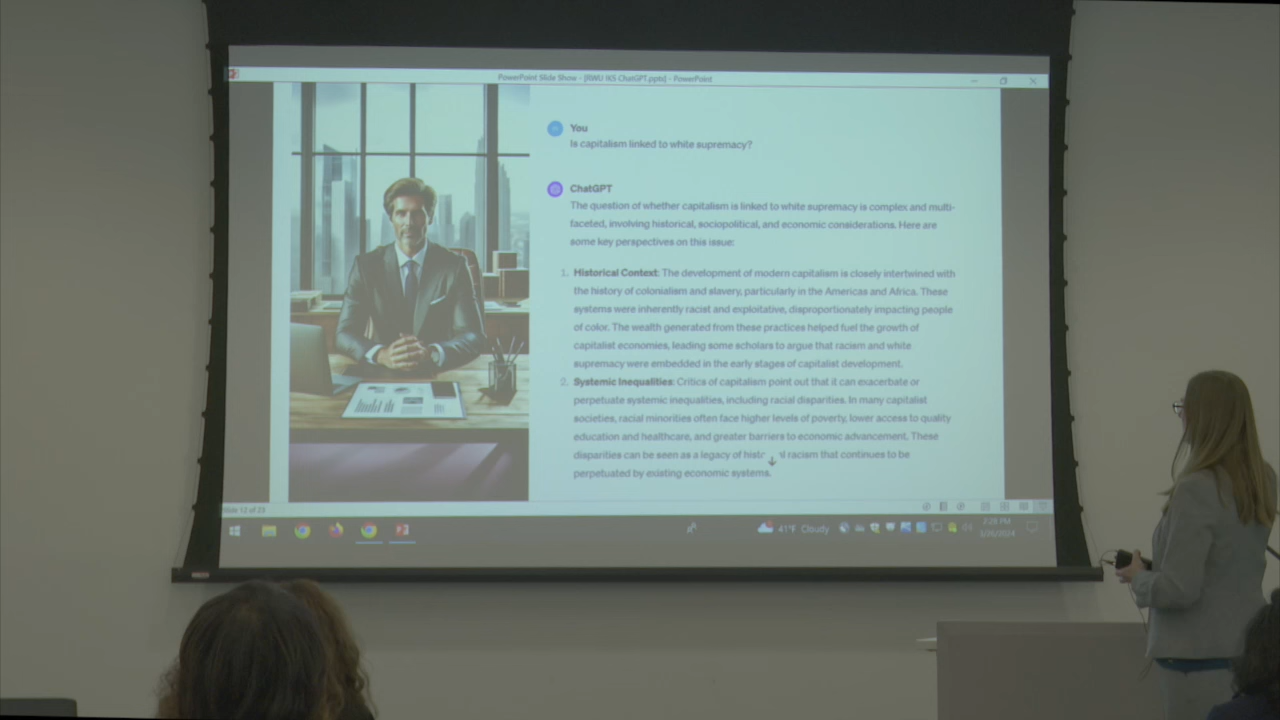 PowerPoint Slide Show - [RWU IKS ChatGPT.pptx] - PowerPoint
You
Is capitalism linked to white supremacy?
ChatGPT
The question of whether capitalism is linked to white supremacy is complex and multi-
faceted, involving historical, sociopolitical, and economic considerations. Here are
some key perspectives on this issue:
1. Historical Context: The development of modern capitalism is closely intertwined with
the history of colonialism and slavery, particularly in the Americas and Africa. These
systems were inherently racist and exploitative, disproportionately impacting people
of color. The wealth generated from these practices helped fuel the growth of
capitalist economies, leading some scholars to argue that racism and white
supremacy were embedded in the early stages of capitalist development.
2. Systemic Inequalities: Critics of capitalism point out that it can exacerbate or
perpetuate systemic inequalities, including racial disparities. In many capitalist
societies, racial minorities often face higher levels of poverty, lower access to quality
education and healthcare, and greater barriers to economic advancement. These
disparities can be seen as a legacy of histor al racism that continues to be
perpetuated by existing economic systems.
Slide 12 of 23
41°F Cloudy
7:28 PM